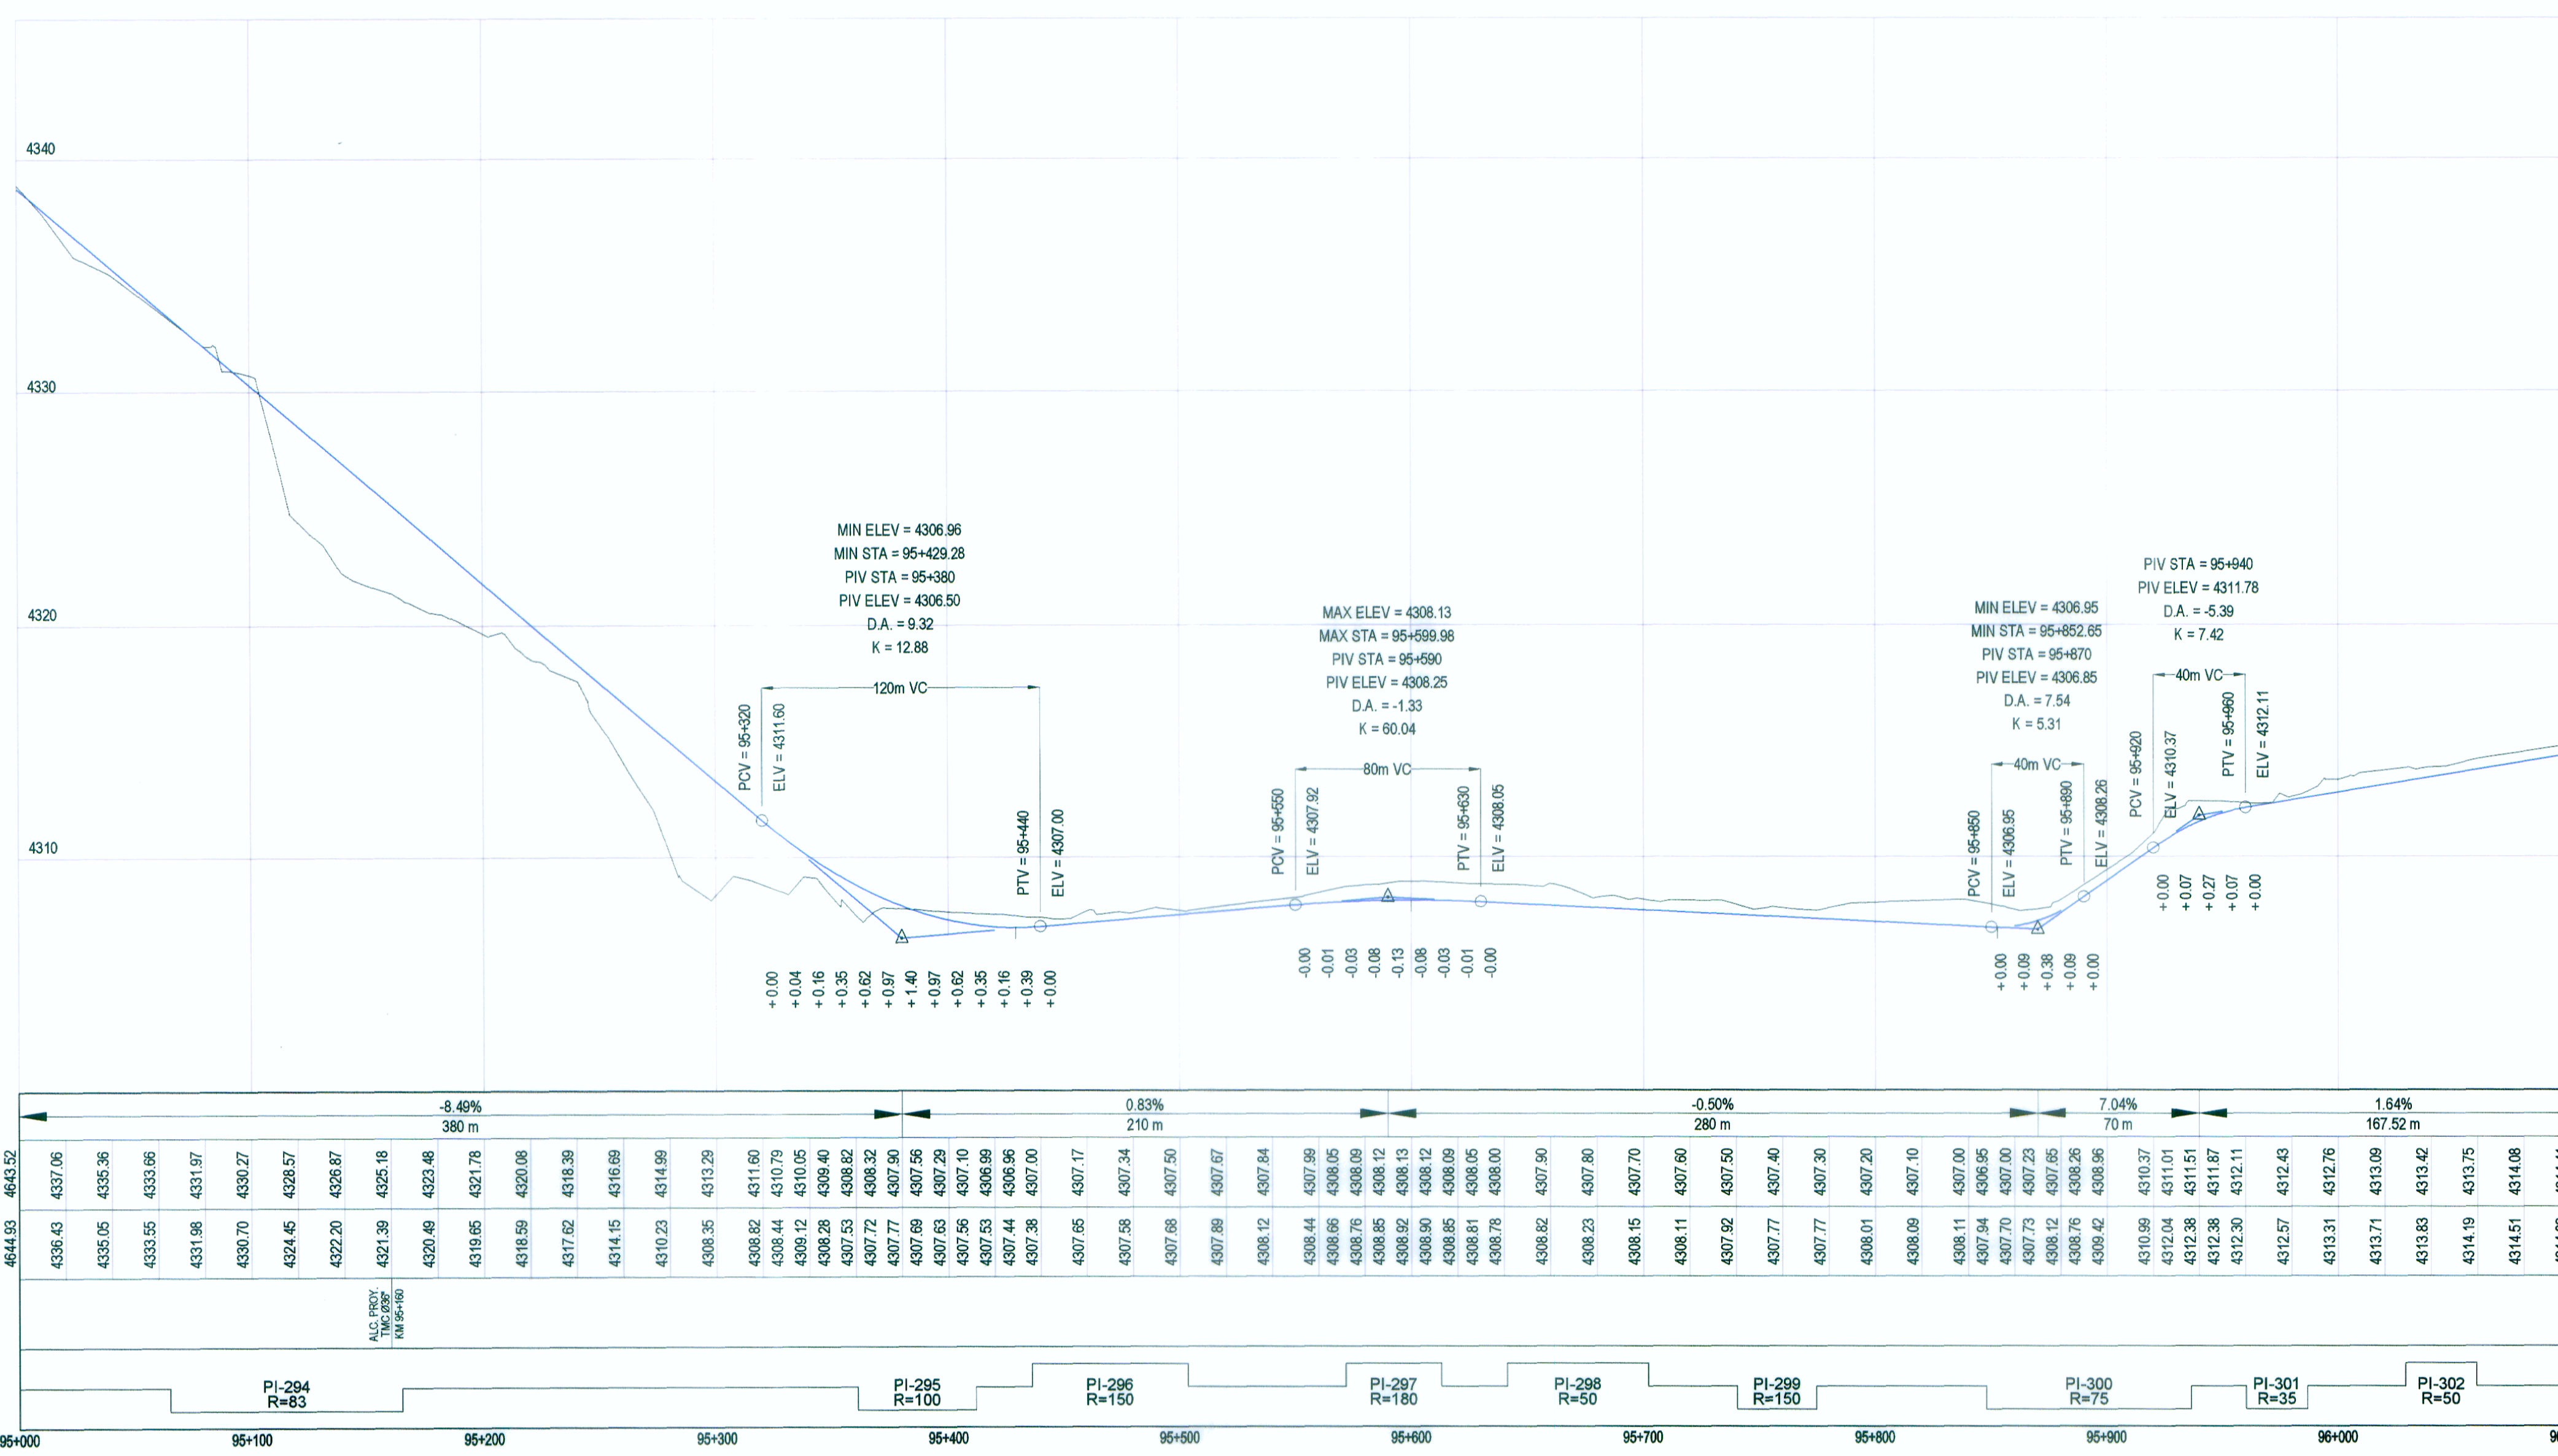 4340
4330
4320
4310
MIN ELEV = 4306.96
MIN STA = 95+429.28
PIV STA = 95+380
PIV ELEV = 4306.50
D.A. = 9.32
K = 12.88
120m VC
PCV = 95+320
ELV = 4311.60
PTV = 95+440
ELV = 4307.00
+ 0.00
+ 0.04
+ 0.16
+ 0.35
+ 0.62
+ 0.97
+ 1.40
+ 0.97
+ 0.62
+ 0.35
+ 0.16
+ 0.39
+ 0.00
MAX ELEV = 4308.13
MAX STA = 95+599.98
PIV STA = 95+590
PIV ELEV = 4308.25
D.A. = -1.33
K = 60.04
80m VC
PCV = 95+550
ELV = 4307.92
PTV = 95+630
ELV = 4308.05
-0.00
-0.01
-0.03
-0.08
-0.13
-0.08
-0.03
-0.01
-0.00
MIN ELEV = 4306.95
MIN STA = 95+852.65
PIV STA = 95+870
PIV ELEV = 4306.85
D.A. = 7.54
K = 5.31
40m VC
PCV = 95+850
ELV = 4306.95
PTV = 95+890
ELV = 4308.26
+ 0.00
+ 0.09
+ 0.38
+ 0.09
+ 0.00
PIV STA = 95+940
PIV ELEV = 4311.78
D.A. = -5.39
K = 7.42
40m VC
PCV = 95+920
ELV = 4310.37
PTV = 95+960
ELV = 4312.11
+ 0.00
+ 0.07
+ 0.27
+ 0.07
+ 0.00
-8.49% 0.83% -0.50% 7.04% 1.64%
380 m 210 m 280 m 70 m 167.52 m
4643.52 4337.06 4335.36 4333.66 4331.97 4330.27 4328.57 4326.87 4325.18 4323.48 4321.78 4320.08 4318.39 4316.69 4314.99 4313.29 4311.60 4310.79 4310.05 4309.40 4308.82 4308.32 4307.90 4307.56 4307.29 4307.10 4306.99 4306.96 4307.00 4307.17 4307.34 4307.50 4307.67 4307.84 4307.99 4308.05 4308.09 4308.12 4308.13 4308.12 4308.09 4308.05 4308.00 4307.90 4307.80 4307.70 4307.60 4307.50 4307.40 4307.30 4307.20 4307.10 4307.00 4306.95 4307.00 4307.23 4307.65 4308.26 4308.96 4310.37 4311.01 4311.51 4311.87 4312.11 4312.43 4312.76 4313.09 4313.42 4313.75 4314.08
4644.93 4336.43 4335.05 4333.55 4331.98 4330.70 4324.45 4322.20 4321.39 4320.49 4319.65 4318.59 4317.62 4314.15 4310.23 4308.35 4308.82 4308.44 4309.12 4308.28 4307.53 4307.72 4307.77 4307.69 4307.63 4307.56 4307.53 4307.44 4307.38 4307.65 4307.58 4307.68 4307.89 4308.12 4308.44 4308.66 4308.76 4308.85 4308.92 4308.90 4308.85 4308.81 4308.78 4308.82 4308.23 4308.15 4308.11 4307.92 4307.77 4307.77 4308.01 4308.09 4308.11 4307.94 4307.70 4307.73 4308.12 4308.76 4309.42 4310.99 4312.04 4312.38 4312.38 4312.30 4312.57 4313.31 4313.71 4313.83 4314.19 4314.51
ALC. PROY.
TMC Ø36"
KM 95+160
PI-294
R=83
PI-295
R=100
PI-296
R=150
PI-297
R=180
PI-298
R=50
PI-299
R=150
PI-300
R=75
PI-301
R=35
PI-302
R=50
95+000 95+100 95+200 95+300 95+400 95+500 95+600 95+700 95+800 95+900 96+000